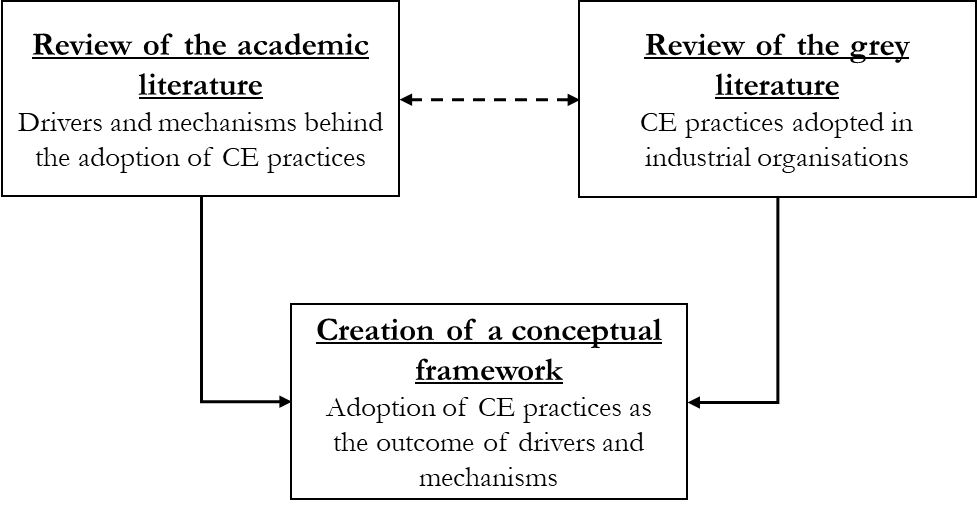 Review of the academic
literature
Drivers and mechanisms behind
the adoption of CE practices
Review of the grey
literature
CE practices adopted in
industrial organisations
Creation of a conceptual
framework
Adoption of CE practices as
the outcome of drivers and
mechanisms